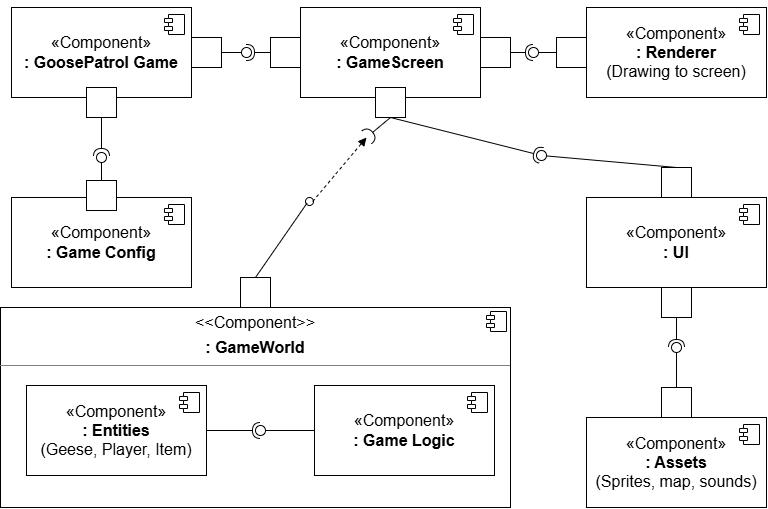 «Component»
: GoosePatrol Game
«Component»
: GameScreen
«Component»
: Renderer
(Drawing to screen)
«Component»
: Game Config
«Component»
: UI
<<Component>>
: GameWorld
«Component»
: Entities
(Geese, Player, Item)
«Component»
: Game Logic
«Component»
: Assets
(Sprites, map, sounds)